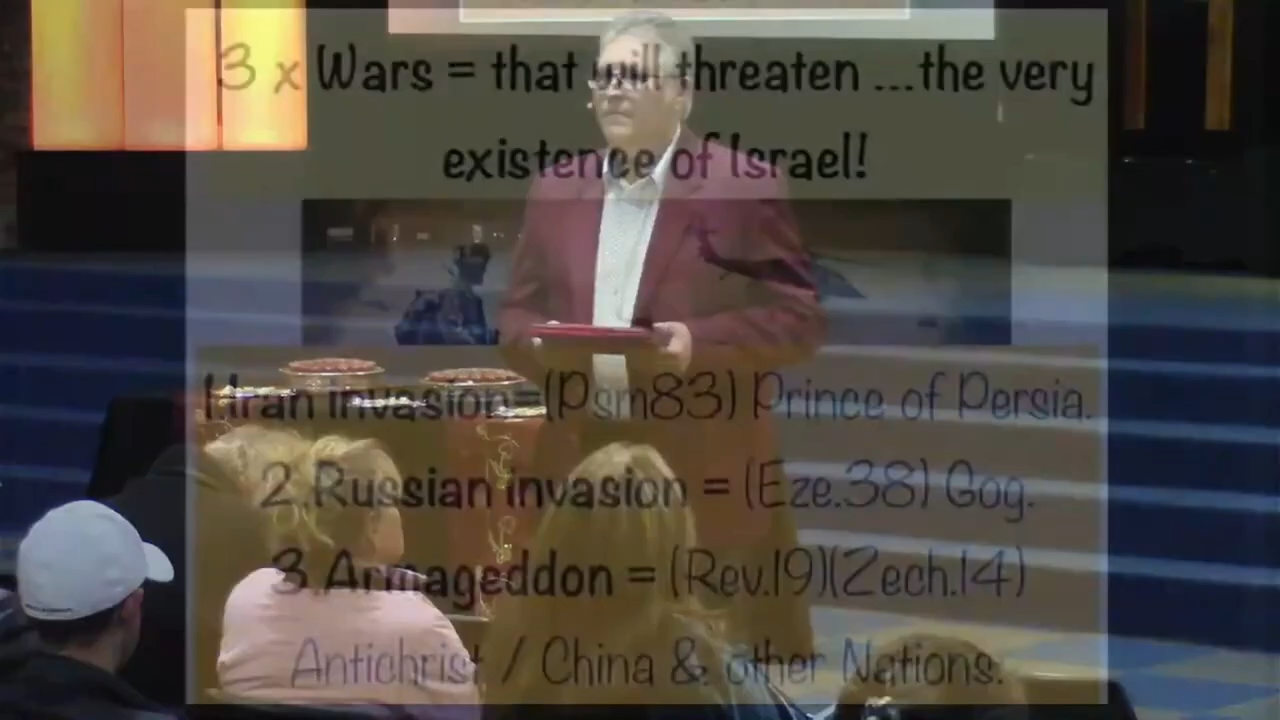 3 x Wars = that will threaten ...the very
existence of Israel!
1.Iran invasion=(Psm83) Prince of Persia.
2.Russian invasion = (Eze.38) Gog.
3.Armageddon = (Rev.19)(Zech.14)
Antichrist / China & other Nations.